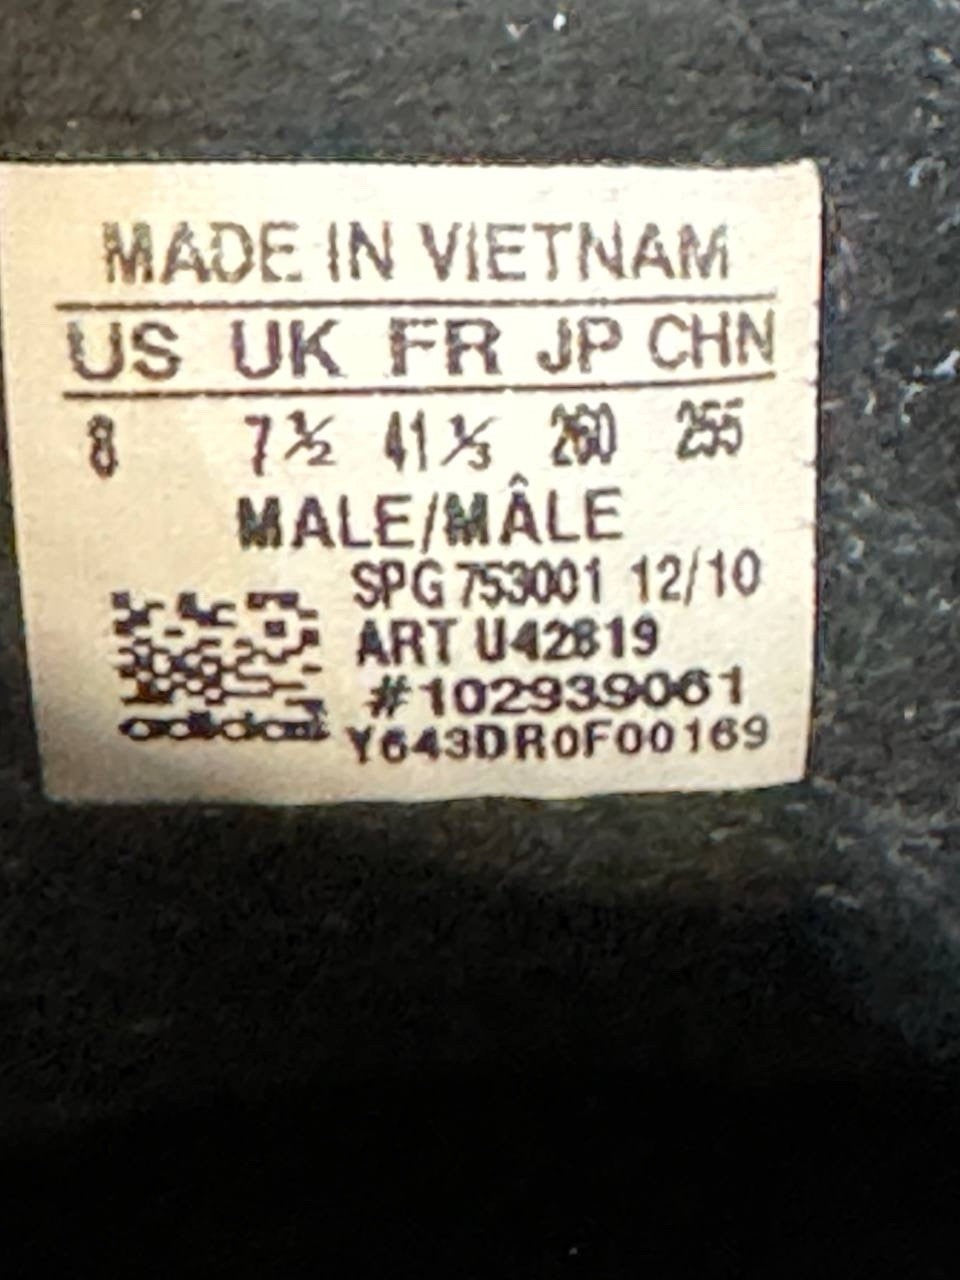 MADE IN VIETNAM
US UK FR JP CHN
8 7½ 41⅓ 260 255
MALE/MÂLE
SPG 753001 12/10
ART U42819
#102939061
adidas Y643DR0F00169